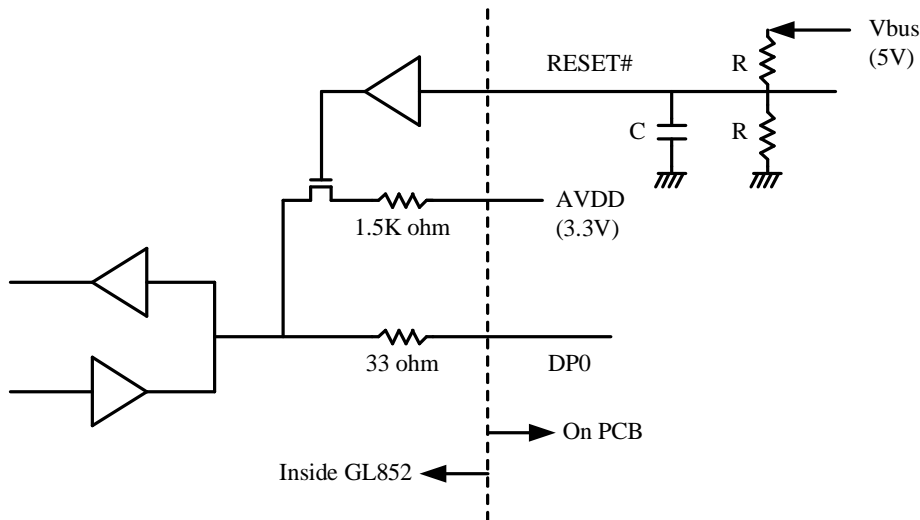 Vbus
(5V)
RESET#
R
C
R
1.5K ohm
AVDD
(3.3V)
33 ohm
DP0
On PCB
Inside GL852